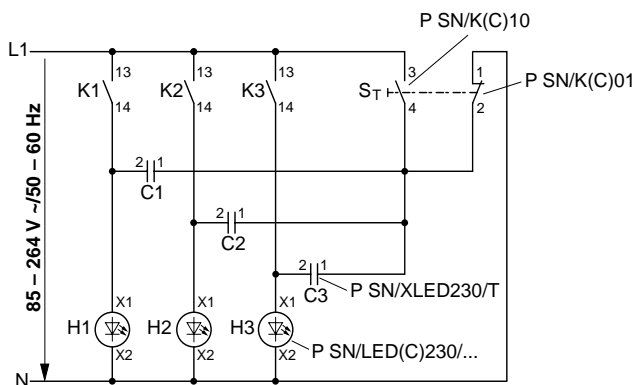 P SN/K(C)10
L1
13
13
13
3
1
P SN/K(C)01
K1
K2
K3
S_T
14
14
14
4
2
85 – 264 V ~/50 – 60 Hz
2 1
C1
2 1
C2
2 1
C3
P SN/XLED230/T
X1
X1
X1
H1
H2
H3
X2
X2
X2
P SN/LED(C)230/...
N